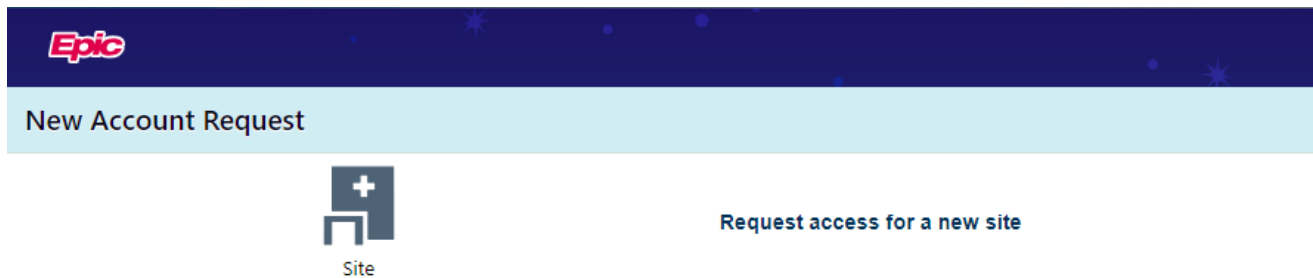 Epic
New Account Request
Request access for a new site
Site